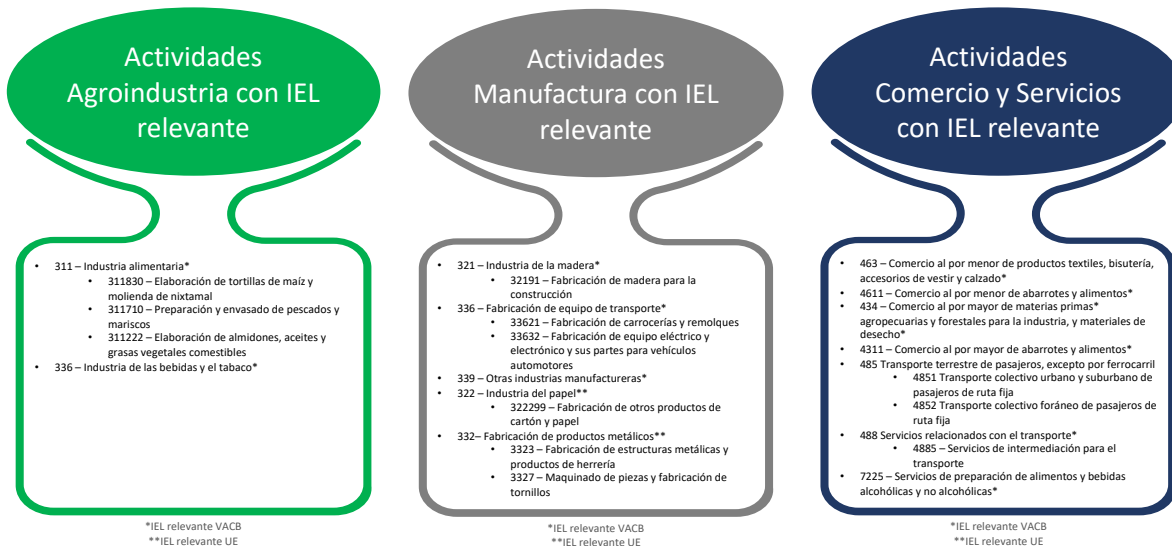 Actividades
Agroindustria con IEL
relevante
• 311 – Industria alimentaria*
• 311830 – Elaboración de tortillas de maíz y
molienda de nixtamal
• 311710 – Preparación y envasado de pescados y
mariscos
• 311222 – Elaboración de almidones, aceites y
grasas vegetales comestibles
• 336 – Industria de las bebidas y el tabaco*
*IEL relevante VACB
**IEL relevante UE
Actividades
Manufactura con IEL
relevante
• 321 – Industria de la madera*
• 32191 – Fabricación de madera para la
construcción
• 336 – Fabricación de equipo de transporte*
• 33621 – Fabricación de carrocerías y remolques
• 33632 – Fabricación de equipo eléctrico y
electrónico y sus partes para vehículos
automotores
• 339 – Otras industrias manufactureras*
• 322 – Industria del papel**
• 322299 – Fabricación de otros productos de
cartón y papel
• 332– Fabricación de productos metálicos**
• 3323 – Fabricación de estructuras metálicas y
productos de herrería
• 3327 – Maquinado de piezas y fabricación de
tornillos
*IEL relevante VACB
**IEL relevante UE
Actividades
Comercio y Servicios
con IEL relevante
• 463 – Comercio al por menor de productos textiles, bisutería,
accesorios de vestir y calzado*
• 4611 – Comercio al por menor de abarrotes y alimentos*
• 434 – Comercio al por mayor de materias primas*
agropecuarias y forestales para la industria, y materiales de
desecho*
• 4311 – Comercio al por mayor de abarrotes y alimentos*
• 485 Transporte terrestre de pasajeros, excepto por ferrocarril
• 4851 Transporte colectivo urbano y suburbano de
pasajeros de ruta fija
• 4852 Transporte colectivo foráneo de pasajeros de
ruta fija
• 488 Servicios relacionados con el transporte*
• 4885 – Servicios de intermediación para el
transporte
• 7225 – Servicios de preparación de alimentos y bebidas
alcohólicas y no alcohólicas*
*IEL relevante VACB
**IEL relevante UE